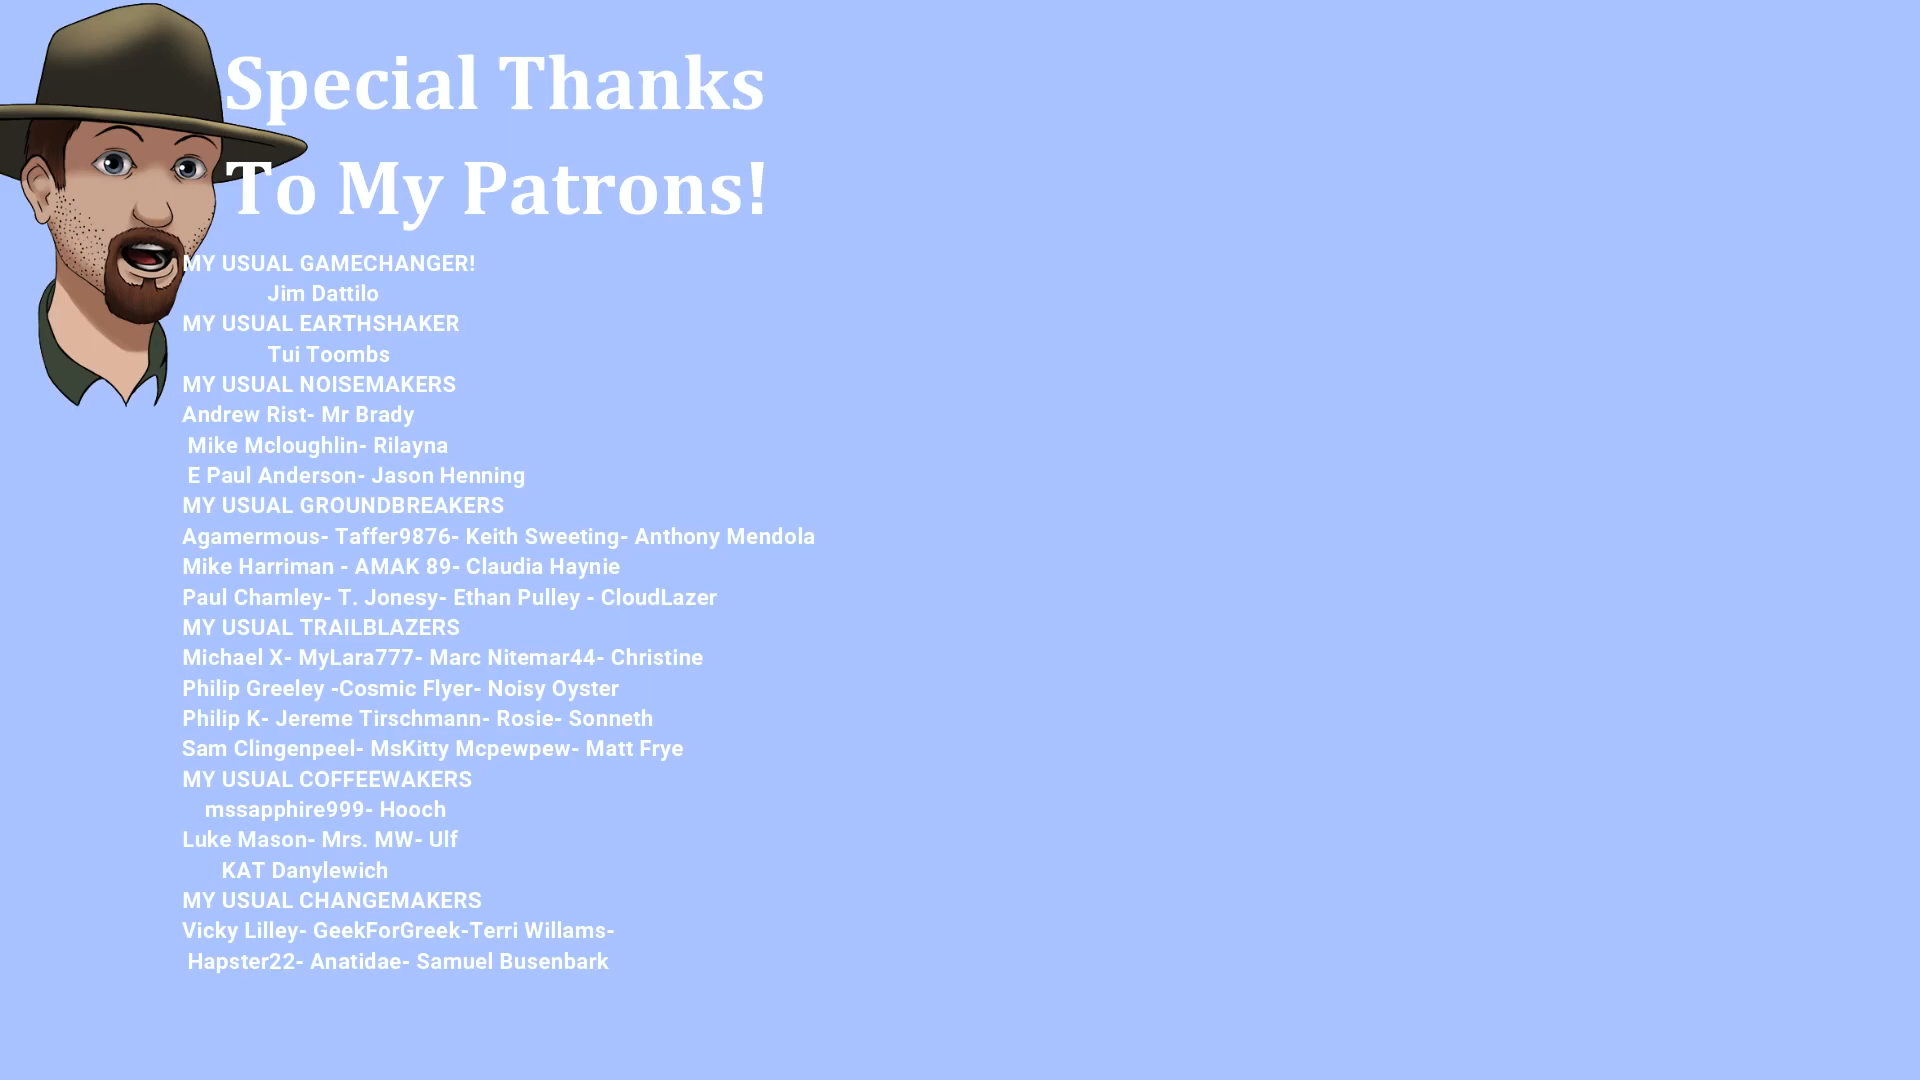 Special Thanks
To My Patrons!
MY USUAL GAMECHANGER!
Jim Dattilo
MY USUAL EARTHSHAKER
Tui Toombs
MY USUAL NOISEMAKERS
Andrew Rist- Mr Brady
Mike Mcloughlin- Rilayna
E Paul Anderson- Jason Henning
MY USUAL GROUNDBREAKERS
Agamermous- Taffer9876- Keith Sweeting- Anthony Mendola
Mike Harriman - AMAK 89- Claudia Haynie
Paul Chamley- T. Jonesy- Ethan Pulley - CloudLazer
MY USUAL TRAILBLAZERS
Michael X- MyLara777- Marc Nitemar44- Christine
Philip Greeley -Cosmic Flyer- Noisy Oyster
Philip K- Jereme Tirschmann- Rosie- Sonneth
Sam Clingenpeel- MsKitty Mcpewpew- Matt Frye
MY USUAL COFFEEWAKERS
mssapphire999- Hooch
Luke Mason- Mrs. MW- Ulf
KAT Danylewich
MY USUAL CHANGEMAKERS
Vicky Lilley- GeekForGreek-Terri Willams-
Hapster22- Anatidae- Samuel Busenbark